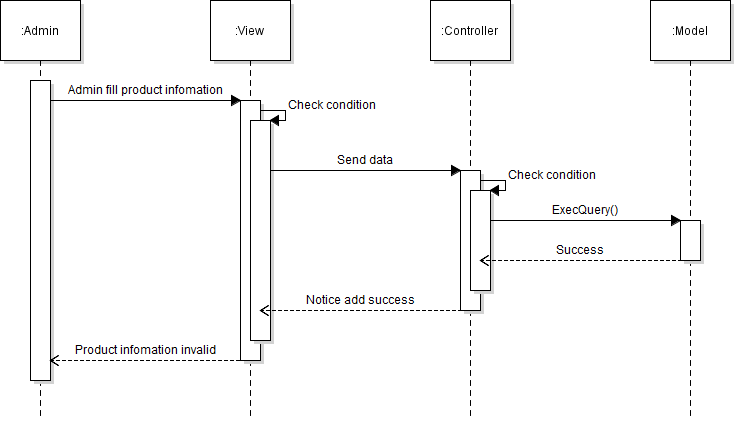 :Admin
:View
:Controller
:Model
Admin fill product infomation
Check condition
Send data
Check condition
ExecQuery()
Success
Notice add success
Product infomation invalid